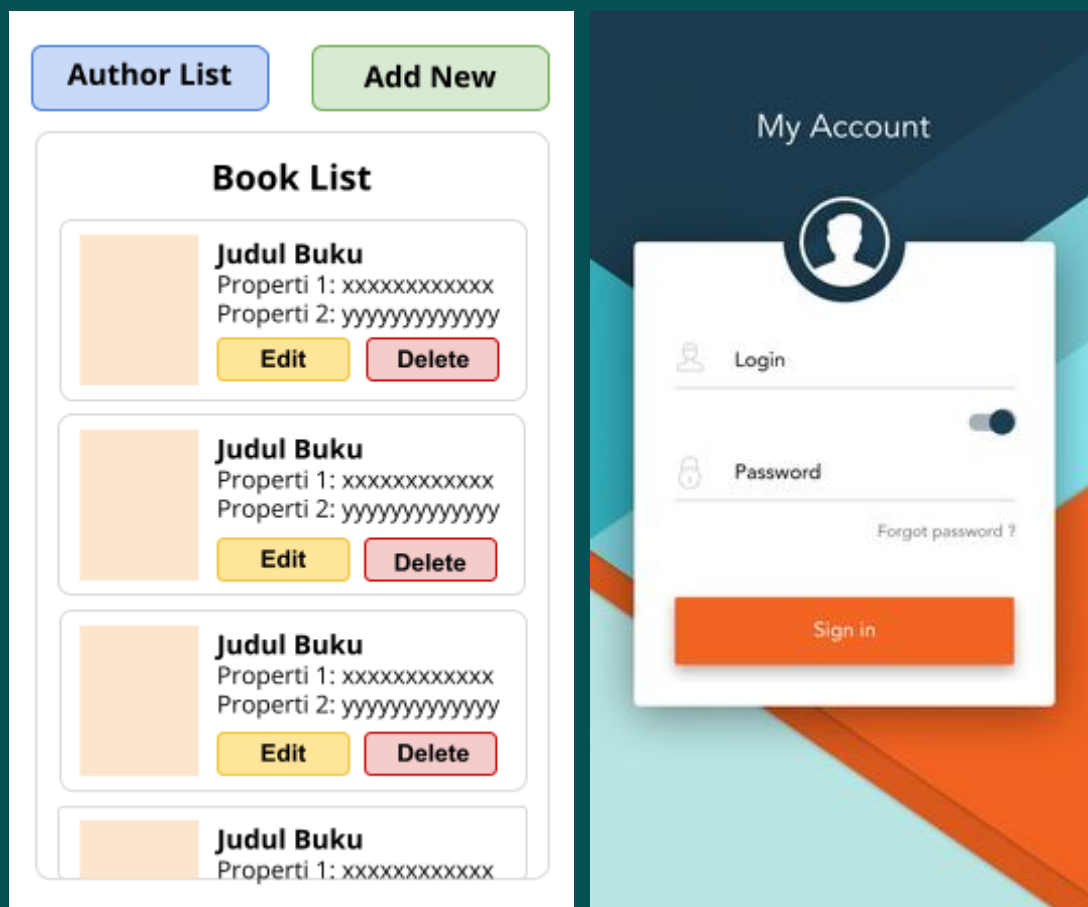 Author List
Add New
Book List
Judul Buku
Properti 1: xxxxxxxxxxxx
Properti 2: yyyyyyyyyyyyy
Edit
Delete
Judul Buku
Properti 1: xxxxxxxxxxxx
Properti 2: yyyyyyyyyyyyy
Edit
Delete
Judul Buku
Properti 1: xxxxxxxxxxxx
Properti 2: yyyyyyyyyyyyy
Edit
Delete
Judul Buku
Properti 1: xxxxxxxxxxxx
My Account
Login
Password
Forgot password ?
Sign in